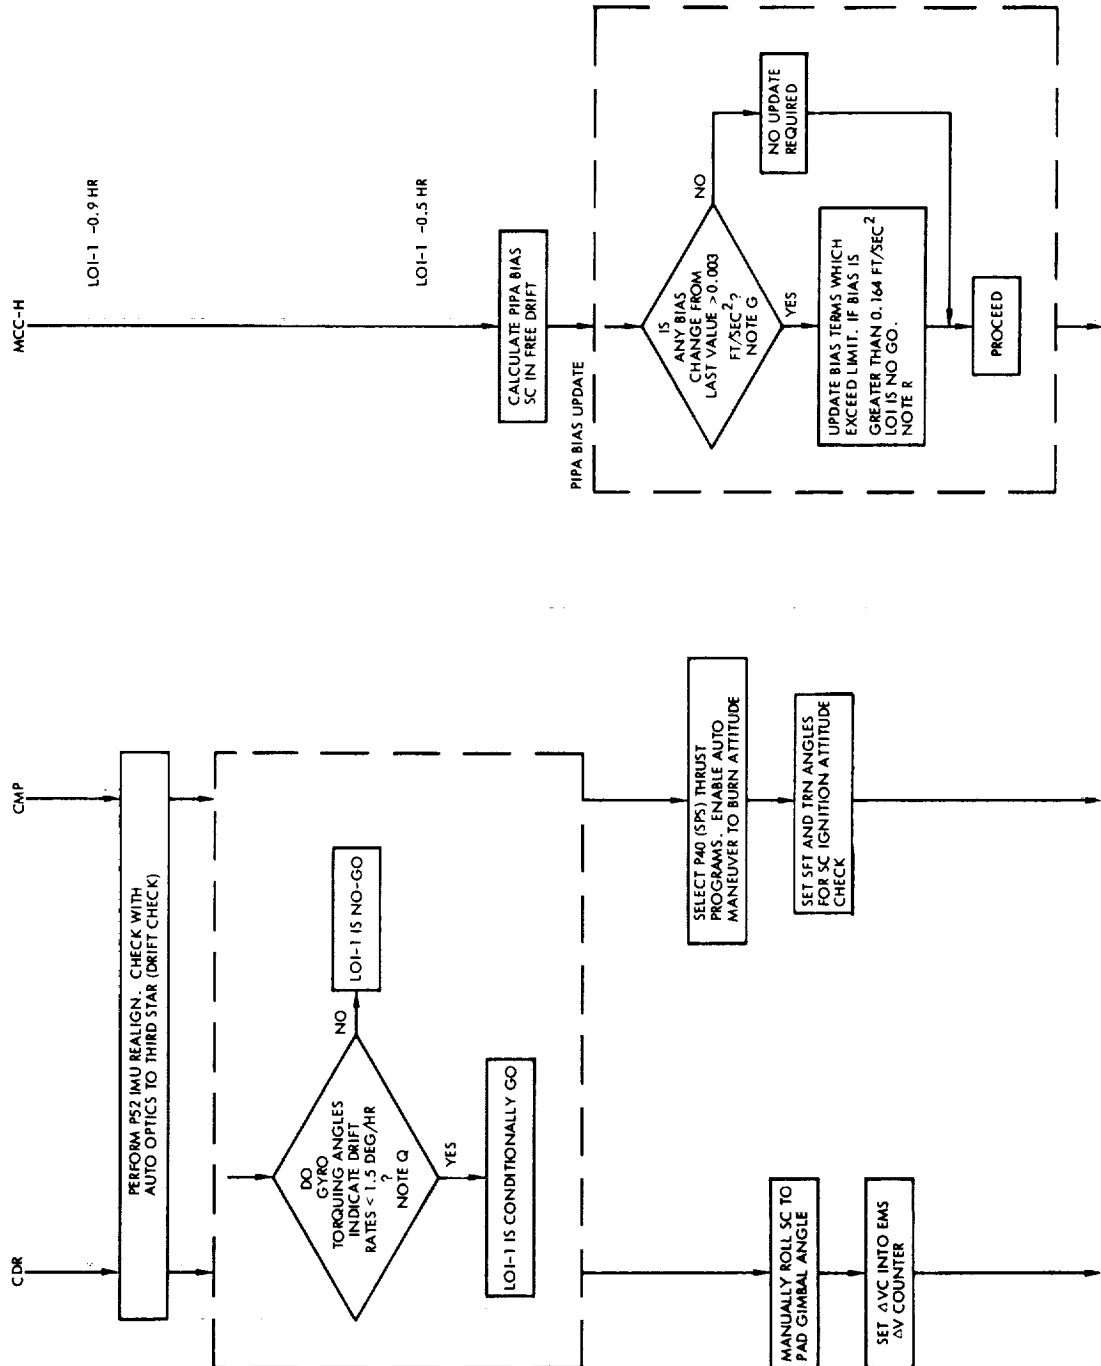 CDR
CMP
MCC-H
PERFORM P52 IMU REALIGN. CHECK WITH
AUTO OPTICS TO THIRD STAR (DRIFT CHECK)
LOI-1 -0.9 HR
DO
GYRO
TORQUING ANGLES
INDICATE DRIFT
RATES < 1.5 DEG/HR
?
NOTE Q
NO
LOI-1 IS NO-GO
YES
LOI-1 IS CONDITIONALLY GO
LOI-1 -0.5 HR
CALCULATE PIPA BIAS
SC IN FREE DRIFT
PIPA BIAS UPDATE
IS
ANY BIAS
CHANGE FROM
LAST VALUE > 0.003
FT/SEC²?
NOTE G
NO
NO UPDATE
REQUIRED
YES
UPDATE BIAS TERMS WHICH
EXCEED LIMIT. IF BIAS IS
GREATER THAN 0.164 FT/SEC²
LOI IS NO GO.
NOTE R
PROCEED
SELECT P40 (SPS) THRUST
PROGRAMS. ENABLE AUTO
MANEUVER TO BURN ATTITUDE
SET SFT AND TRN ANGLES
FOR SC IGNITION ATTITUDE
CHECK
MANUALLY ROLL SC TO
PAD GIMBAL ANGLE
SET ΔVC INTO EMS
ΔV COUNTER